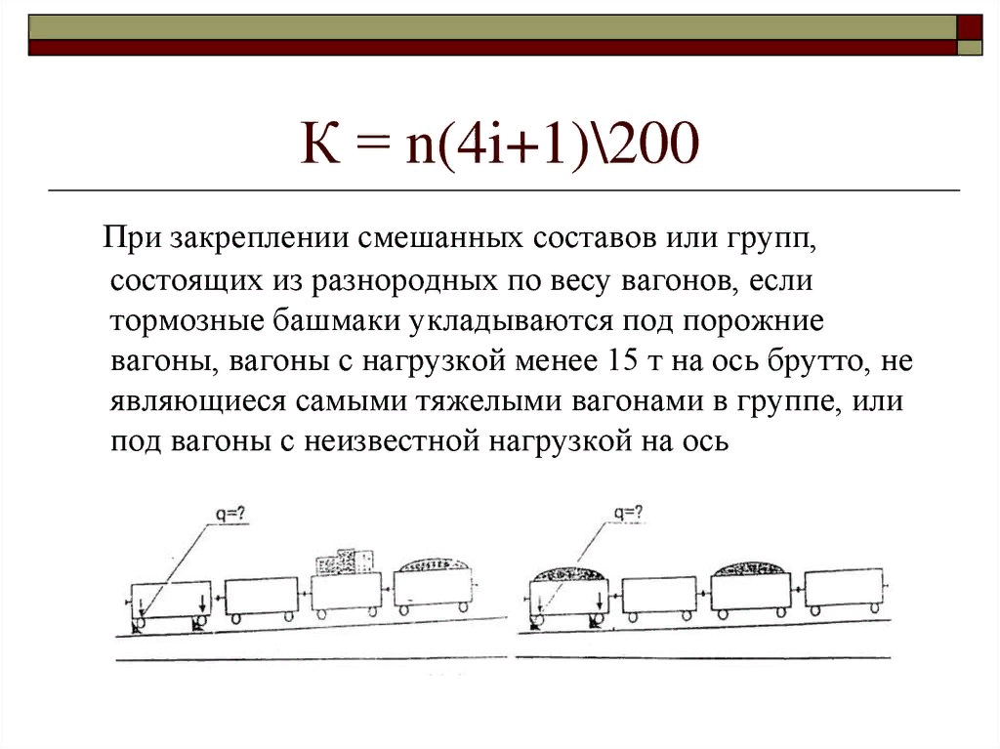 К = n(4i+1)\200
При закреплении смешанных составов или групп,
состоящих из разнородных по весу вагонов, если
тормозные башмаки укладываются под порожние
вагоны, вагоны с нагрузкой менее 15 т на ось брутто, не
являющиеся самыми тяжелыми вагонами в группе, или
под вагоны с неизвестной нагрузкой на ось
q=?
q=?